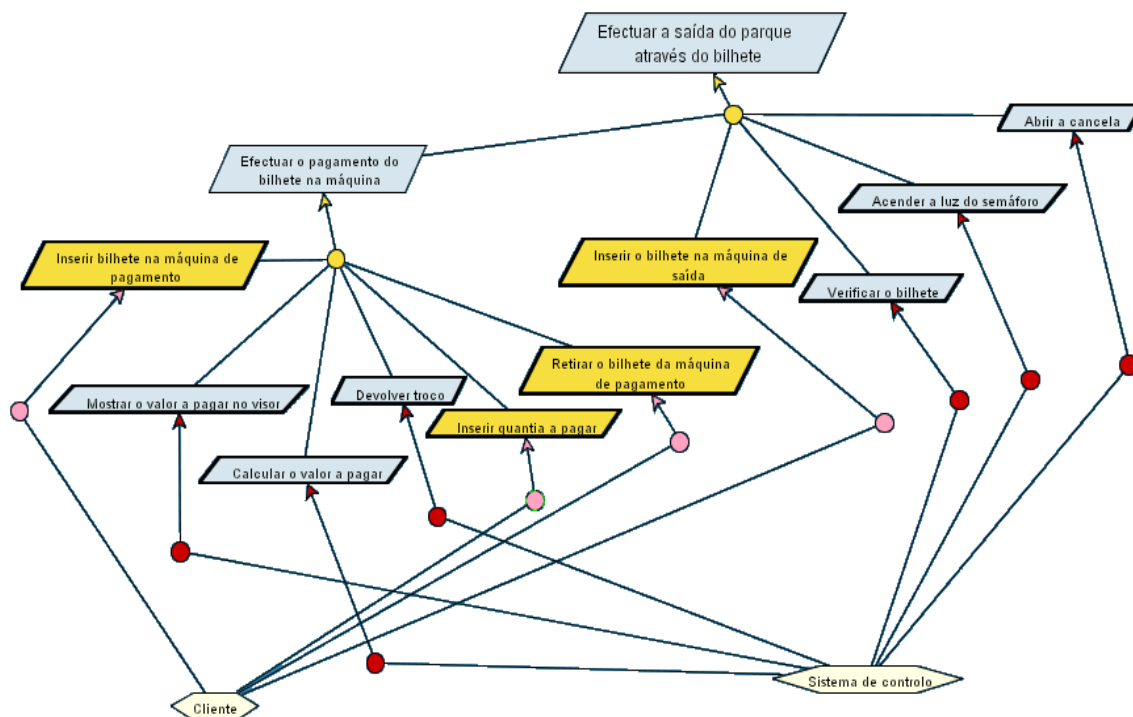 Efectuar a saída do parque
através do bilhete
Abrir a cancela
Efectuar o pagamento do
bilhete na máquina
Acender a luz do semáforo
Inserir bilhete na máquina de
pagamento
Inserir o bilhete na máquina de
saída
Verificar o bilhete
Retirar o bilhete da máquina
de pagamento
Mostrar o valor a pagar no visor
Devolver troco
Inserir quantia a pagar
Calcular o valor a pagar
Sistema de controlo
Cliente